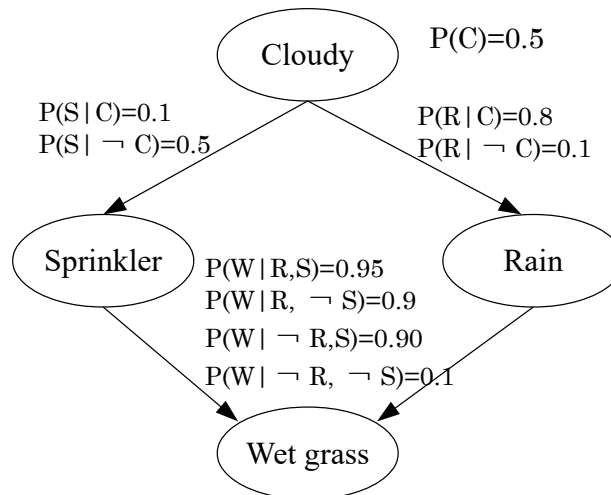 Cloudy
P(C)=0.5
P(S|C)=0.1
P(S| ¬ C)=0.5
P(R|C)=0.8
P(R| ¬ C)=0.1
Sprinkler
P(W|R,S)=0.95
P(W|R, ¬ S)=0.9
P(W| ¬ R,S)=0.90
P(W| ¬ R, ¬ S)=0.1
Rain
Wet grass